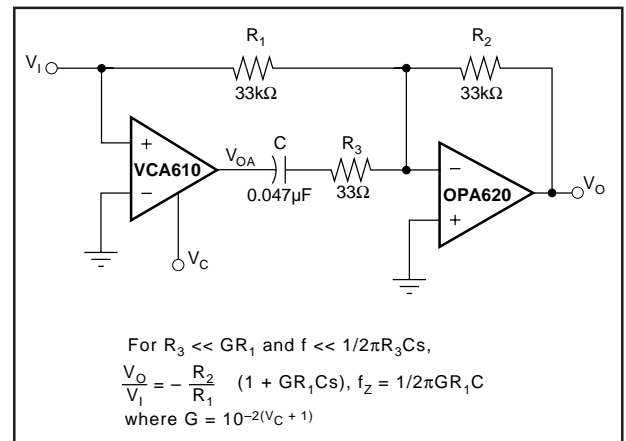 R1
R2
VI
33kΩ
33kΩ
C
R3
+
VCA610
VOA
−
−
OPA620
VO
0.047µF
33Ω
+
VC
For R3 << GR1 and f << 1/2πR3Cs,
VO/VI = − R2/R1 (1 + GR1Cs), fZ = 1/2πGR1C
where G = 10^−2(VC + 1)